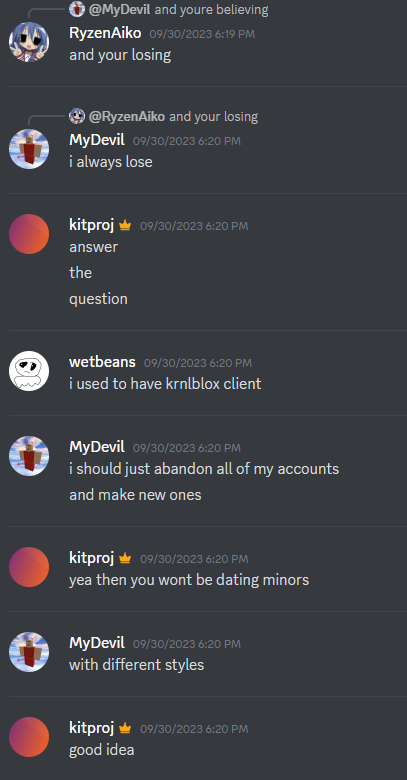 @MyDevil and youre believing
RyzenAiko 09/30/2023 6:19 PM
and your losing
@RyzenAiko and your losing
MyDevil 09/30/2023 6:20 PM
i always lose
kitproj 09/30/2023 6:20 PM
answer
the
question
wetbeans 09/30/2023 6:20 PM
i used to have krnlblox client
MyDevil 09/30/2023 6:20 PM
i should just abandon all of my accounts
and make new ones
kitproj 09/30/2023 6:20 PM
yea then you wont be dating minors
MyDevil 09/30/2023 6:20 PM
with different styles
kitproj 09/30/2023 6:20 PM
good idea